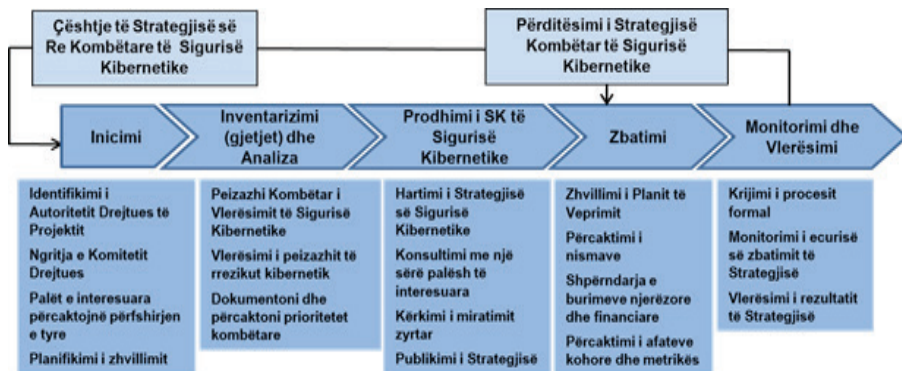 Çështje të Strategjisë së
Re Kombëtare të Sigurisë
Kibernetike
Përditësimi i Strategjisë
Kombëtar të Sigurisë
Kibernetike
Inicimi
Inventarizimi
(gjetjet) dhe
Analiza
Prodhimi i SK të
Sigurisë
Kibernetike
Zbatimi
Monitorimi dhe
Vlerësimi
Identifikimi i
Autoritetit Drejtues të
Projektit
Ngritja e Komitetit
Drejtues
Palët e interesuara
përcaktojnë përfshirjen
e tyre
Planifikimi i zhvillimit
Peizazhi Kombëtar i
Vlerësimit të Sigurisë
Kibernetike
Vlerësimi i peizazhit të
rrezikut kibernetik
Dokumentoni dhe
përcaktoni prioritetet
kombëtare
Hartimi i Strategjisë
së Sigurisë
Kibernetike
Konsultimi me një
sërë palësh të
interesuara
Kërkimi i miratimit
zyrtar
Publikimi i Strategjisë
Zhvillimi i Planit të
Veprimit
Përcaktimi i
nismave
Shpërndarja e
burimeve njerëzore
dhe financiare
Përcaktimi i afateve
kohore dhe metrikës
Krijimi i procesit
formal
Monitorimi i ecurisë
së zbatimit të
Strategjisë
Vlerësimi i rezultatit
të Strategjisë